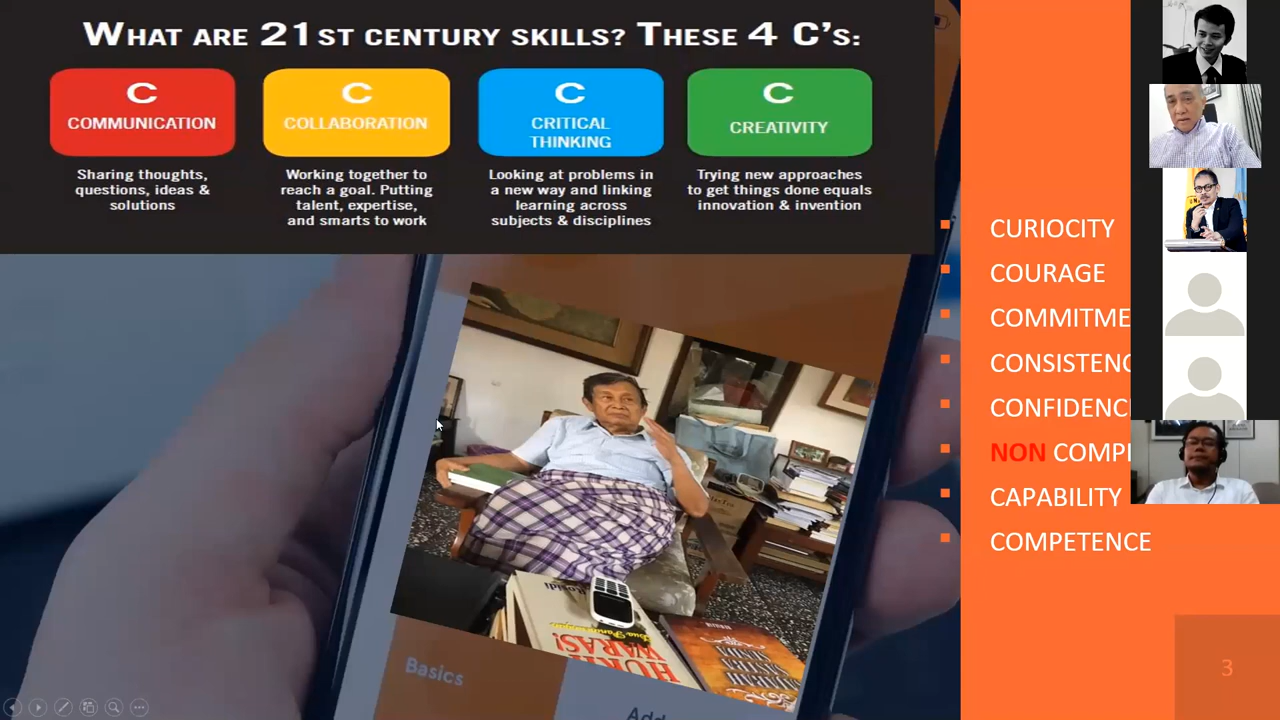 WHAT ARE 21ST CENTURY SKILLS? THESE 4 C'S:
C
COMMUNICATION
Sharing thoughts,
questions, ideas &
solutions
C
COLLABORATION
Working together to
reach a goal. Putting
talent, expertise,
and smarts to work
C
CRITICAL
THINKING
Looking at problems in
a new way and linking
learning across
subjects & disciplines
C
CREATIVITY
Trying new approaches
to get things done equals
innovation & invention
CURIOCITY
COURAGE
COMMITME
CONSISTENC
CONFIDENC
NON COMP
CAPABILITY
COMPETENCE
WARAS!
Basics
Add
3